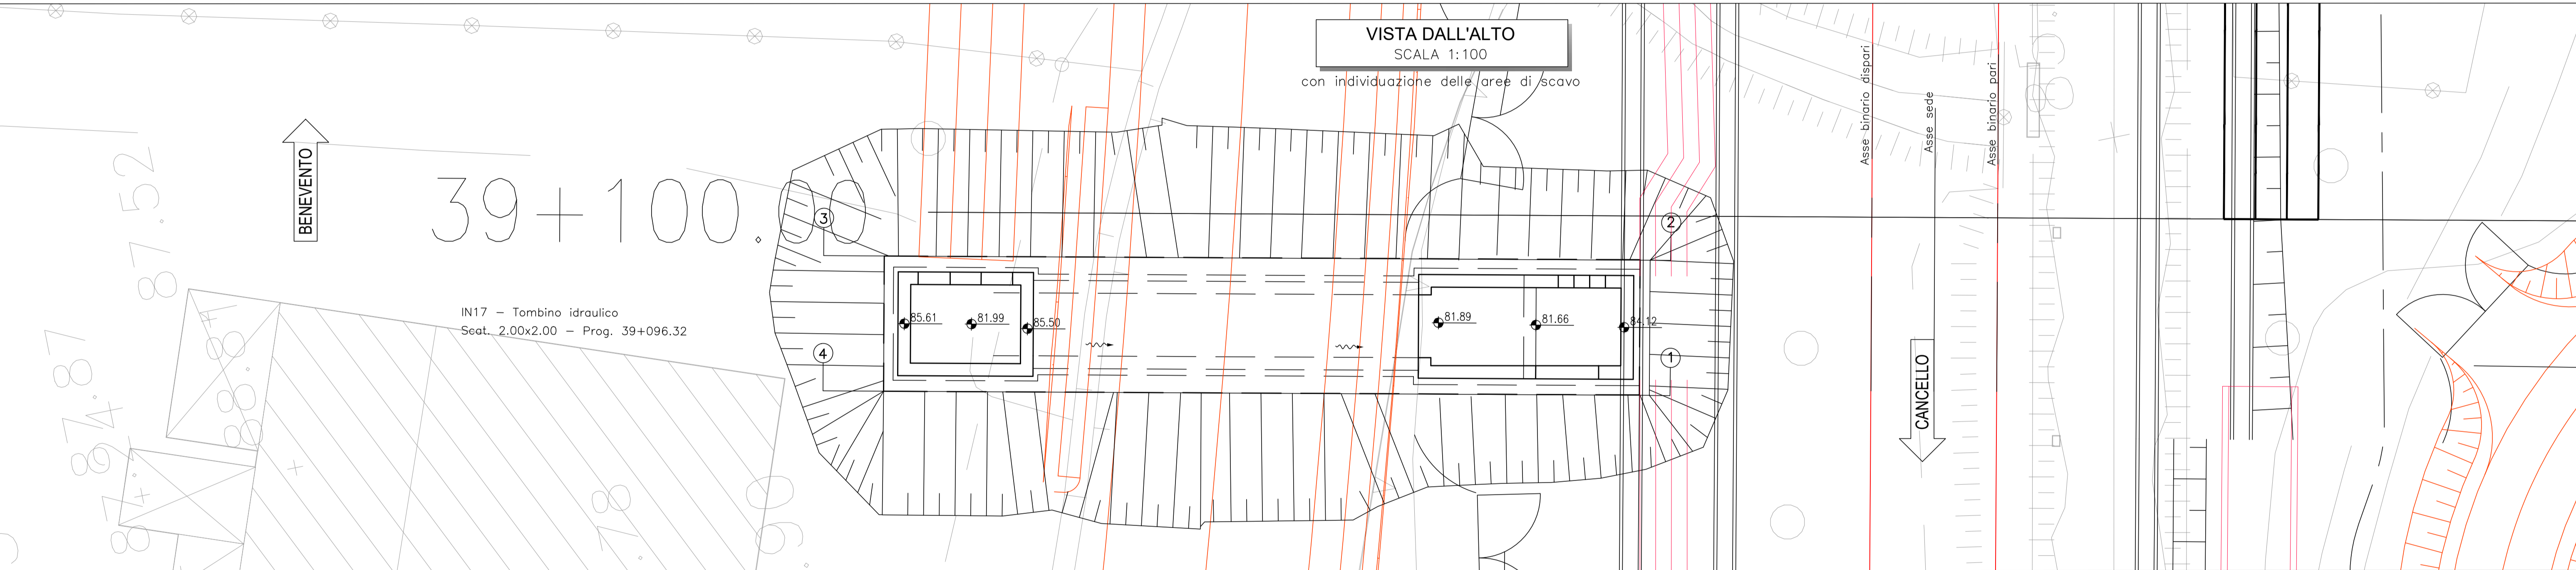 VISTA DALL'ALTO
SCALA 1:100
con individuazione delle aree di scavo
BENEVENTO
39+100.00
IN17 – Tombino idraulico
Scat. 2.00x2.00 – Prog. 39+096.32
3
2
4
1
85.61
81.99
85.50
81.89
81.66
84.12
Asse binario dispari
Asse sede
Asse binario pari
CANCELLO